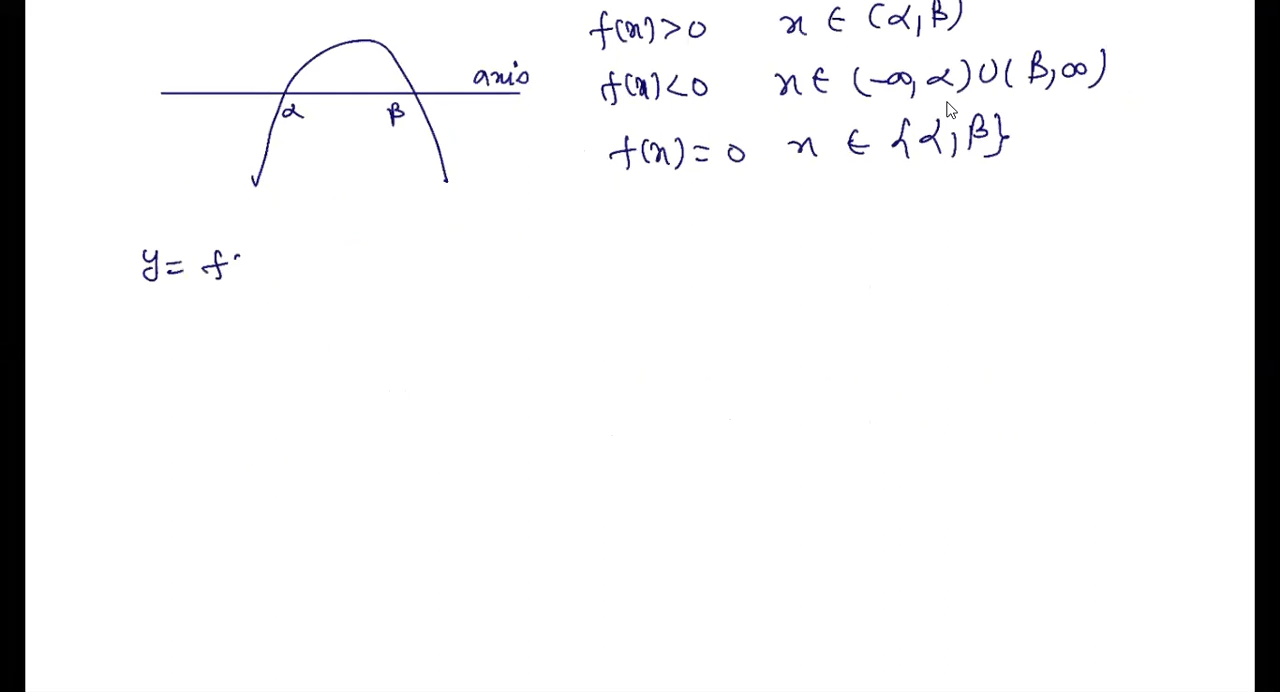 f(x)>0 x ∈ (α, β)
axis
f(x)<0 x ∈ (-∞, α) ∪ (β, ∞)
α β
f(x) = 0 x ∈ {α, β}
y = f